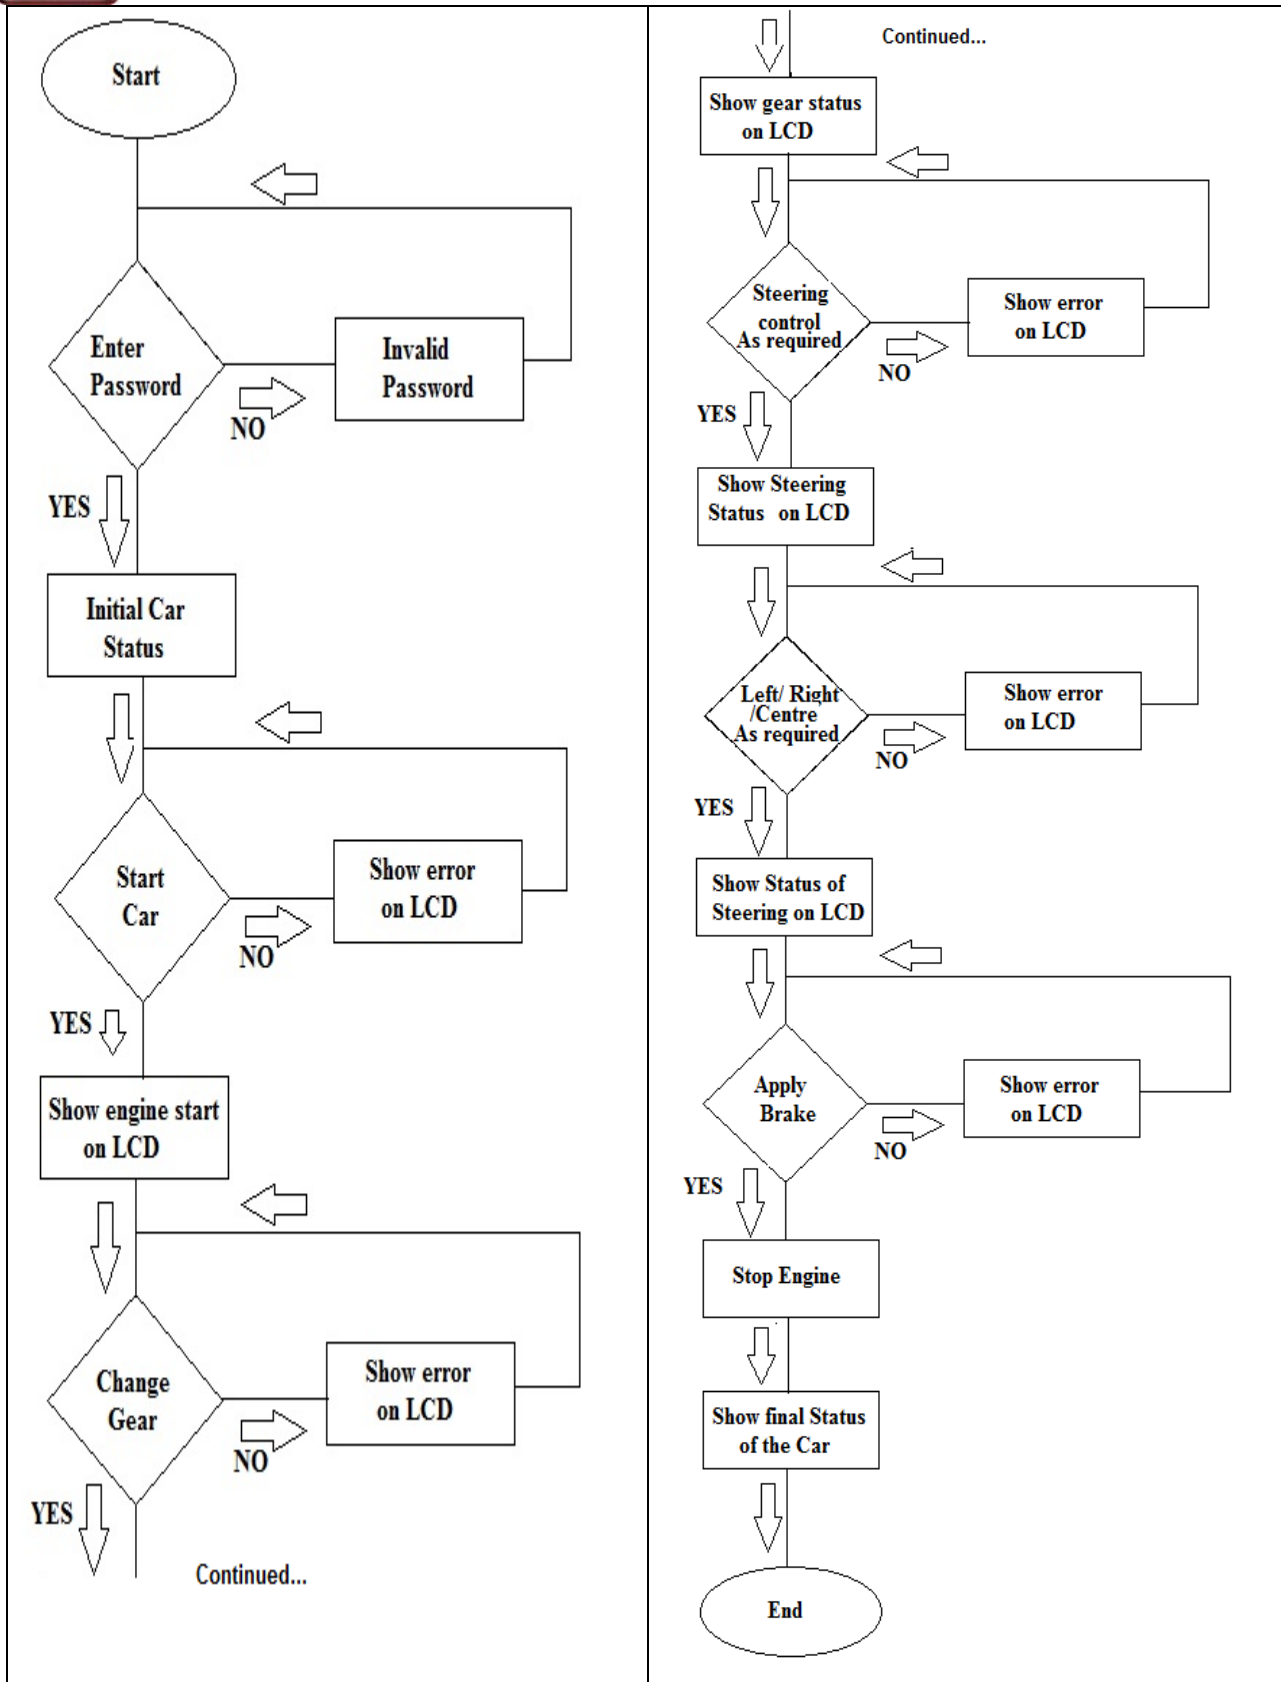 Start
Enter
Password
NO
Invalid
Password
YES
Initial Car
Status
Start
Car
NO
Show error
on LCD
YES
Show engine start
on LCD
Change
Gear
NO
Show error
on LCD
YES
Continued...
Continued...
Show gear status
on LCD
Steering
control
As required
NO
Show error
on LCD
YES
Show Steering
Status on LCD
Left/ Right
/Centre
As required
NO
Show error
on LCD
YES
Show Status of
Steering on LCD
Apply
Brake
NO
Show error
on LCD
YES
Stop Engine
Show final Status
of the Car
End